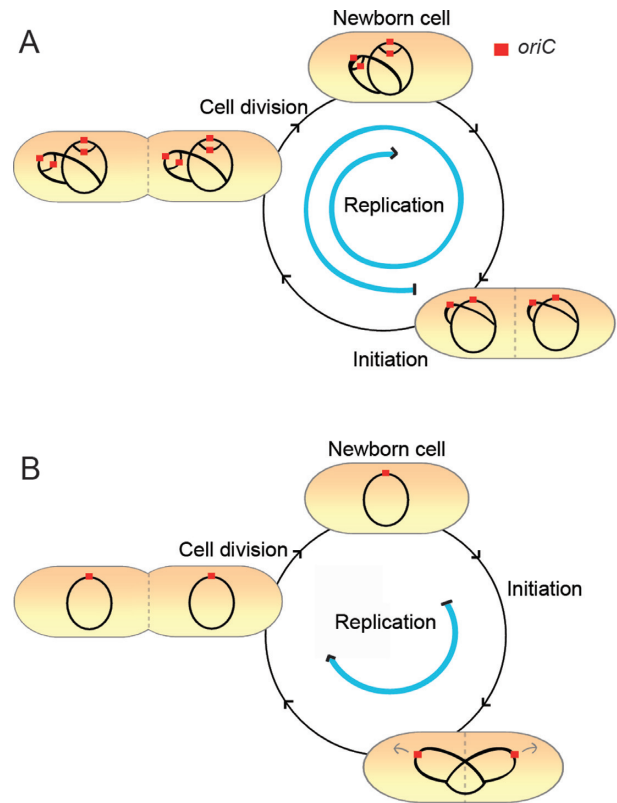 A
Newborn cell
oriC
Cell division
Replication
Initiation
B
Newborn cell
Cell division
Initiation
Replication